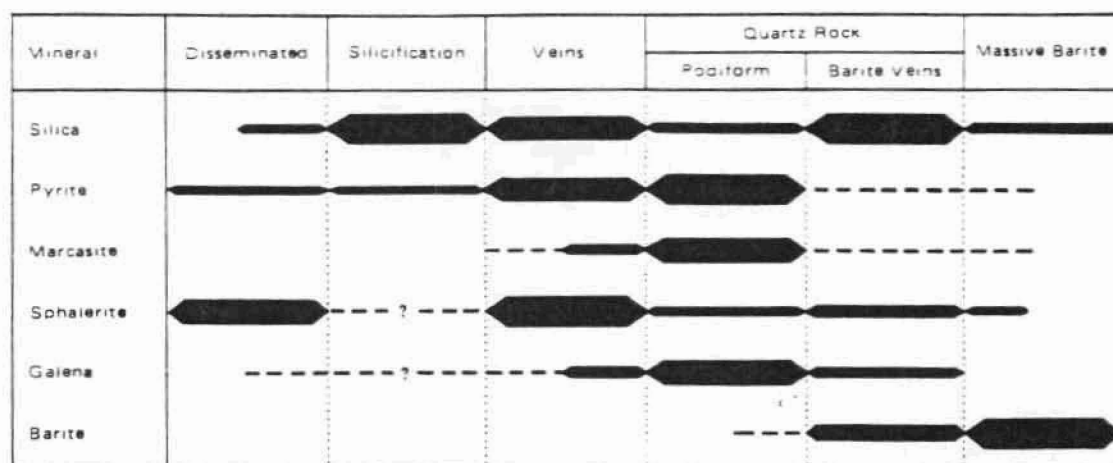 Quartz Rock
Mineral Disseminated Silicification Veins Massive Barite
Podiform Barite Veins
Silica
Pyrite
Marcasite
Sphalerite ?
Galena ?
Barite